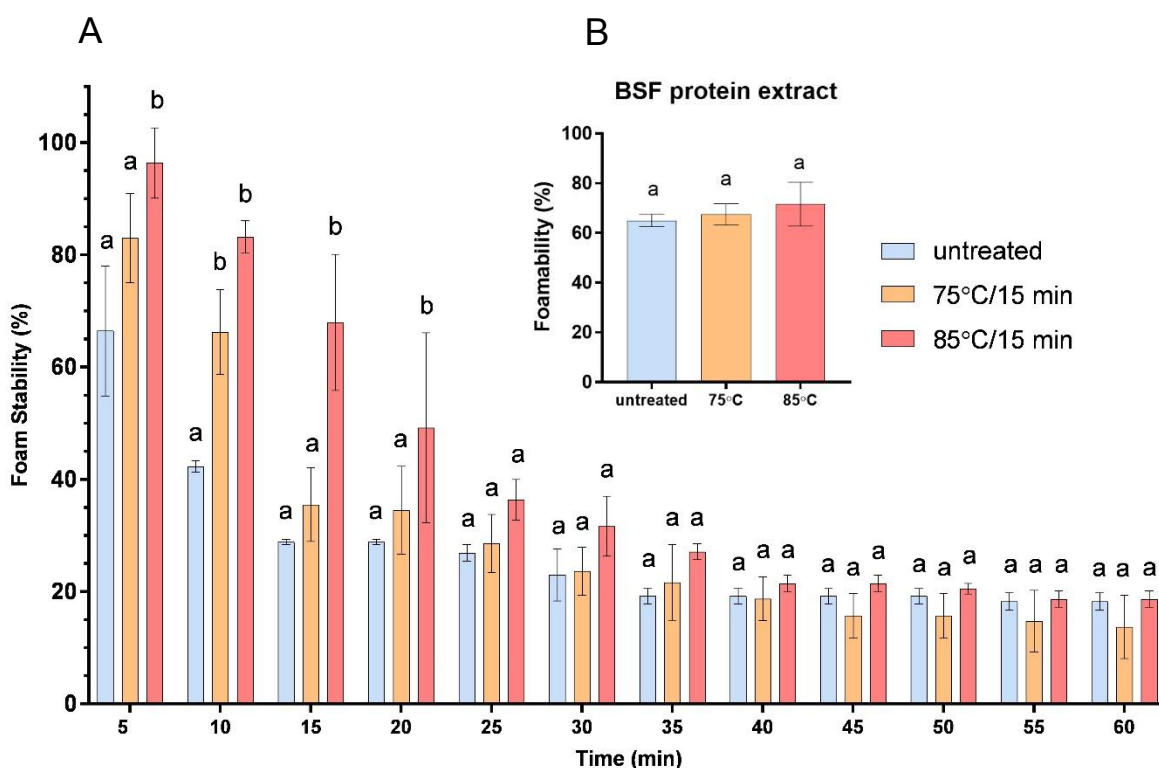 A
B
BSF protein extract
Foamability (%)
100
80
60
40
20
0
a a a
untreated 75°C 85°C
untreated
75°C/15 min
85°C/15 min
Foam Stability (%)
100
80
60
40
20
0
a a b
a b b
a a b
a a b
a a a
a a a
a a a
a a a
a a a
a a a
a a a
a a a
5 10 15 20 25 30 35 40 45 50 55 60
Time (min)